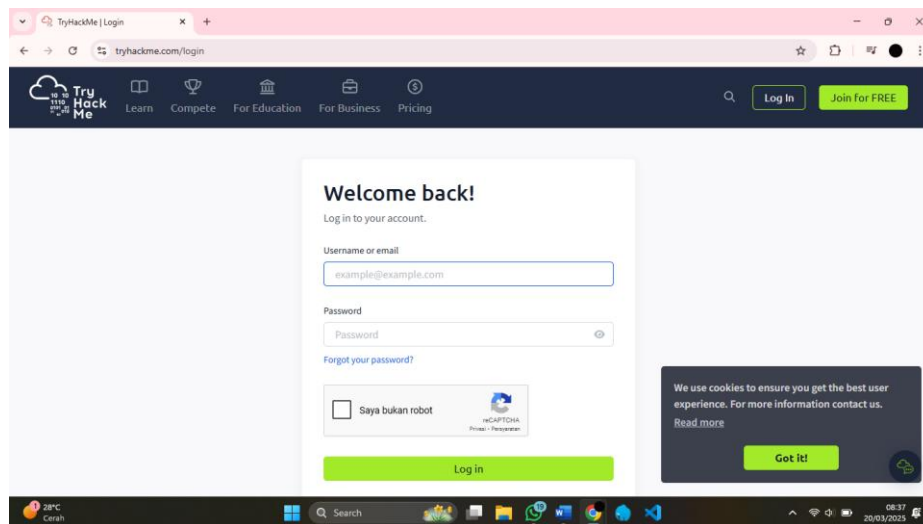 TryHackMe | Login
tryhackme.com/login
Try Hack Me
Learn
Compete
For Education
For Business
Pricing
Log In
Join for FREE
Welcome back!
Log in to your account.
Username or email
example@example.com
Password
Password
Forgot your password?
Saya bukan robot
reCAPTCHA
Privasi - Persyaratan
Log in
We use cookies to ensure you get the best user
experience. For more information contact us.
Read more
Got it!
28°C
Cerah
Search
08:37
20/03/2025